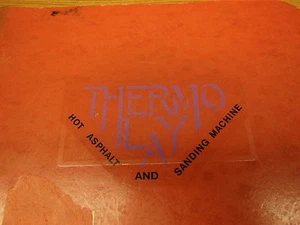 THERMO
LAY
HOT ASPHALT AND SANDING MACHINE